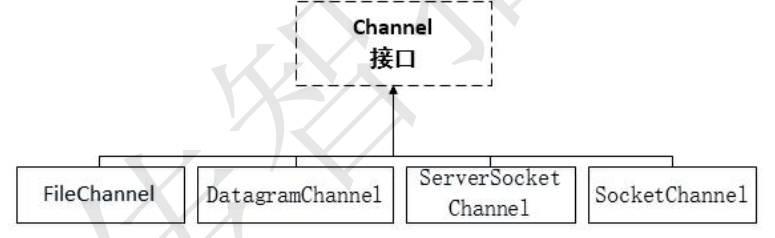 Channel
接口
FileChannel
DatagramChannel
ServerSocket
Channel
SocketChannel